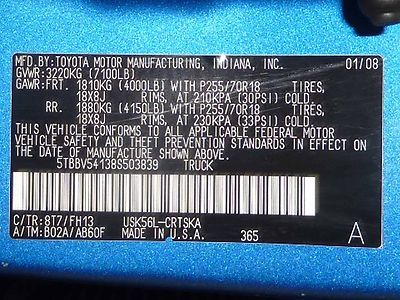 MFD.BY:TOYOTA MOTOR MANUFACTURING, INDIANA, INC. 01/08
GVWR:3220KG (7100LB)
GAWR:FRT. 1810KG (4000LB) WITH P255/70R18 TIRES,
18X8J RIMS, AT 210KPA (30PSI) COLD
RR. 1880KG (4150LB) WITH P255/70R18 TIRES,
18X8J RIMS, AT 230KPA (33PSI) COLD
THIS VEHICLE CONFORMS TO ALL APPLICABLE FEDERAL MOTOR
VEHICLE SAFETY STANDARDS IN EFFECT ON THE DATE OF
MANUFACTURE SHOWN ABOVE.
5TBBV54138S503839 TRUCK
C/TR:8T7/FH13 USK56L-CRTSKA
A/TM:B02A/AB60F MADE IN U.S.A. 365 A